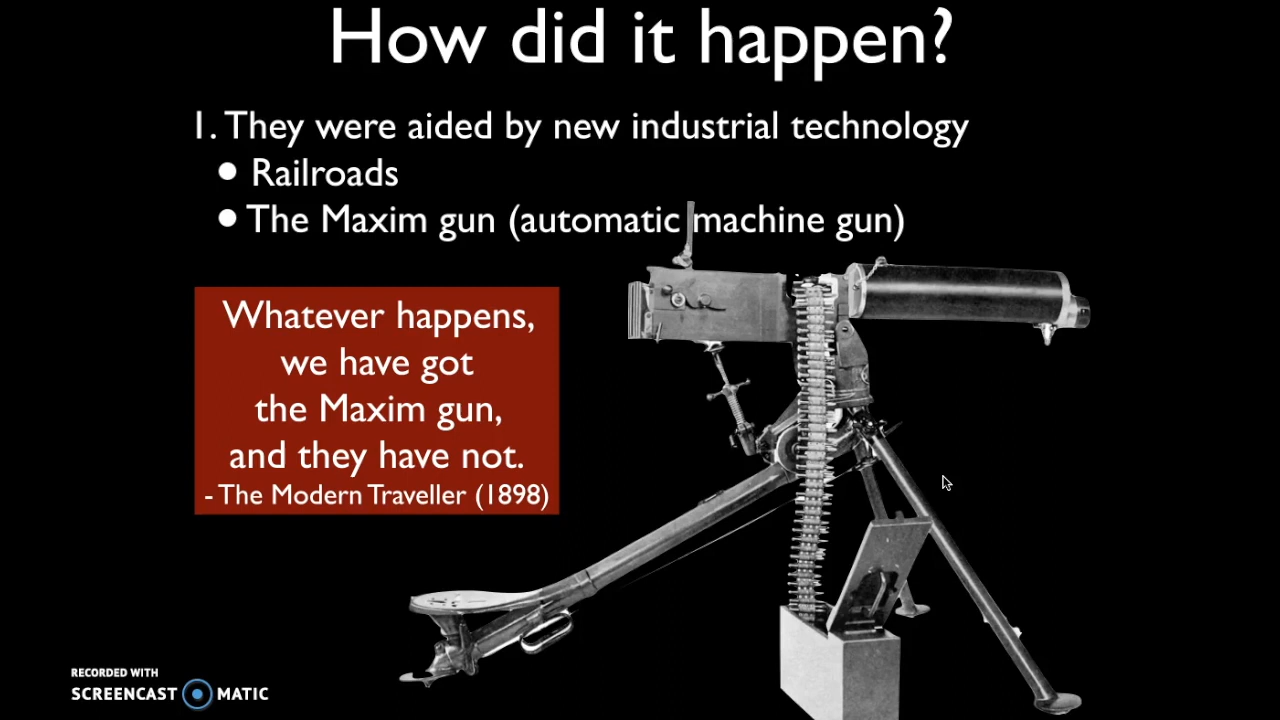 How did it happen?
1. They were aided by new industrial technology
• Railroads
• The Maxim gun (automatic machine gun)
Whatever happens,
we have got
the Maxim gun,
and they have not.
- The Modern Traveller (1898)
RECORDED WITH
SCREENCAST MATIC